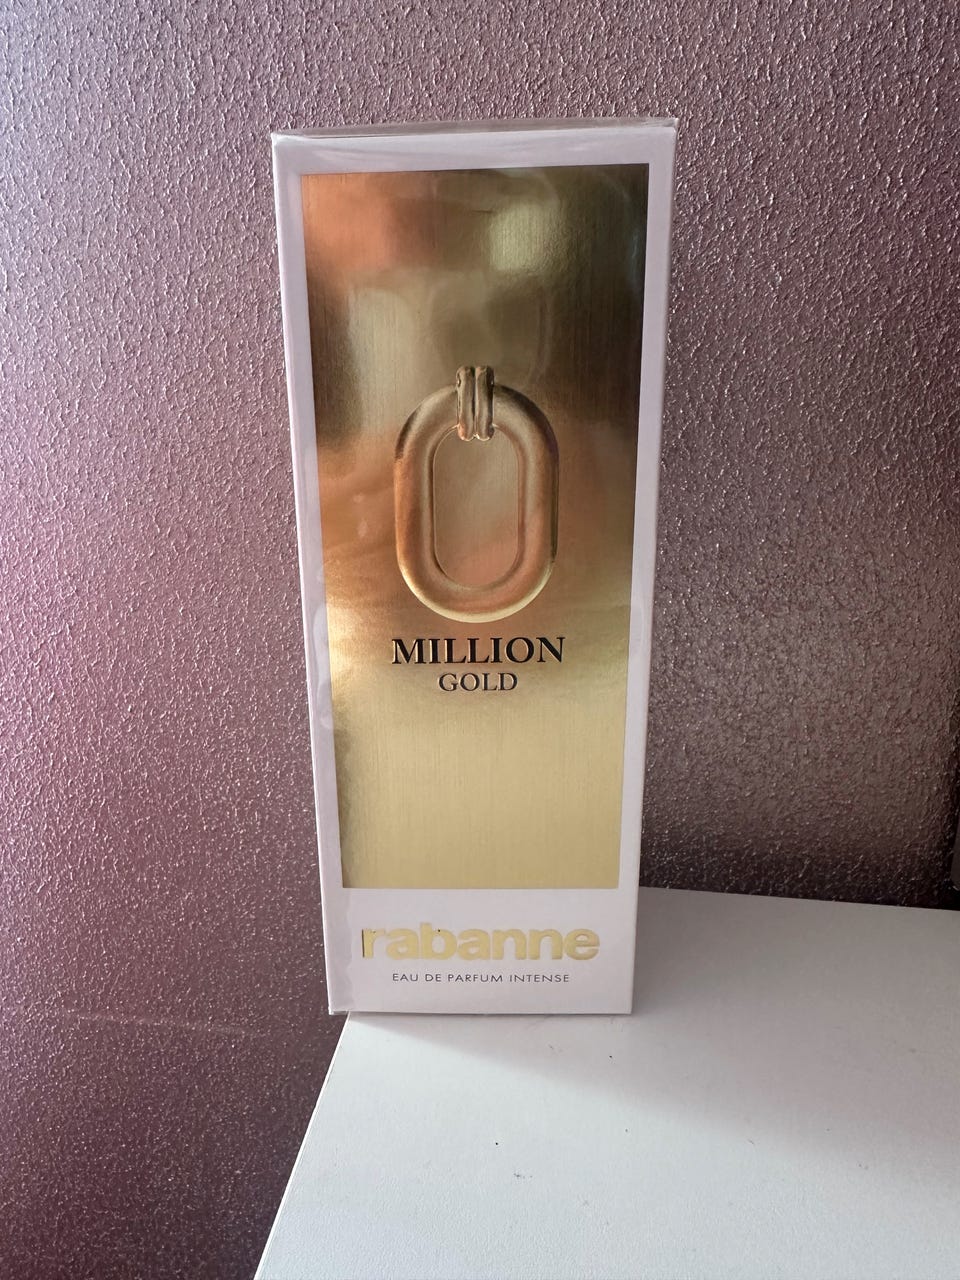 MILLION
GOLD
rabanne
EAU DE PARFUM INTENSE